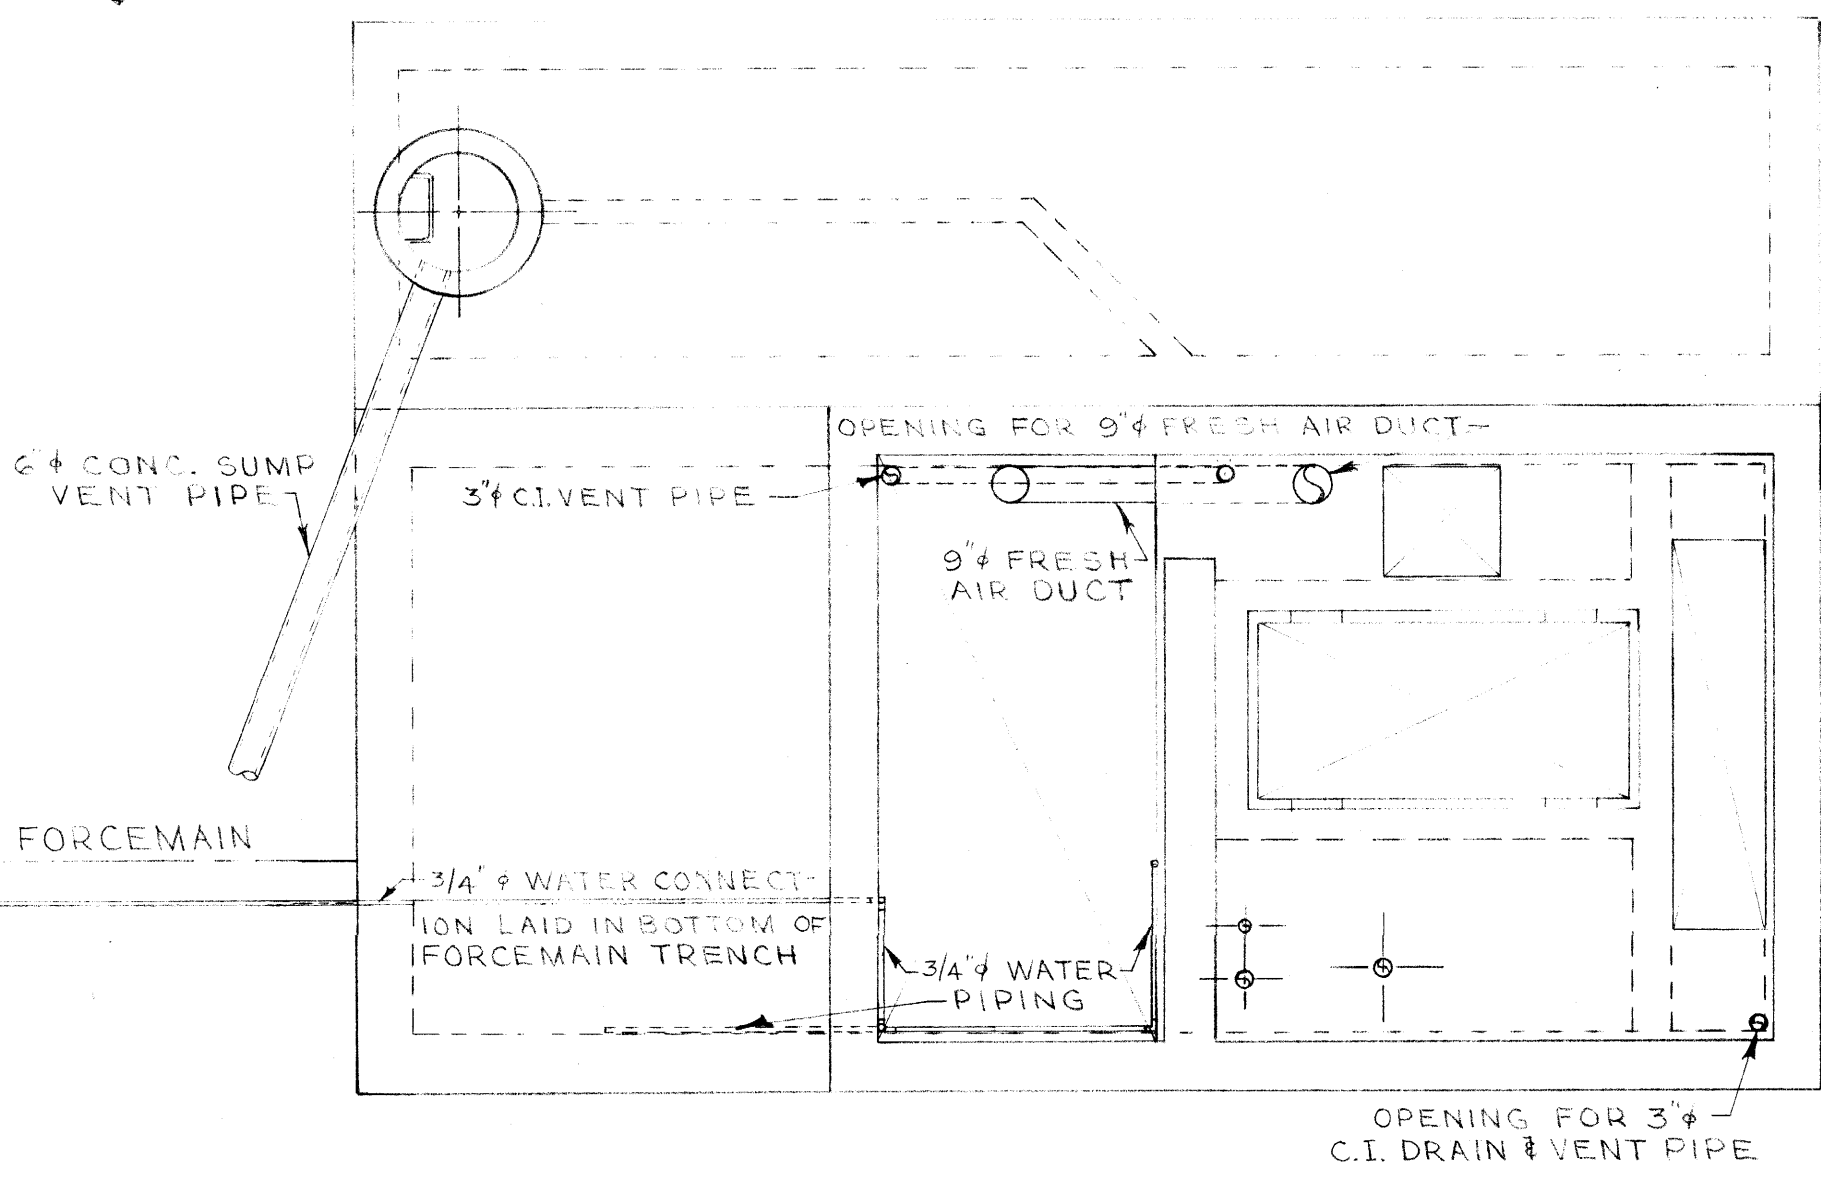 OPENING FOR 9"⌀ FRESH AIR DUCT
6"⌀ CONC. SUMP
VENT PIPE
3"⌀ C.I. VENT PIPE
9"⌀ FRESH
AIR DUCT
FORCEMAIN
3/4"⌀ WATER CONNECT-
ION LAID IN BOTTOM OF
FORCEMAIN TRENCH
3/4"⌀ WATER
PIPING
OPENING FOR 3"⌀
C.I. DRAIN & VENT PIPE